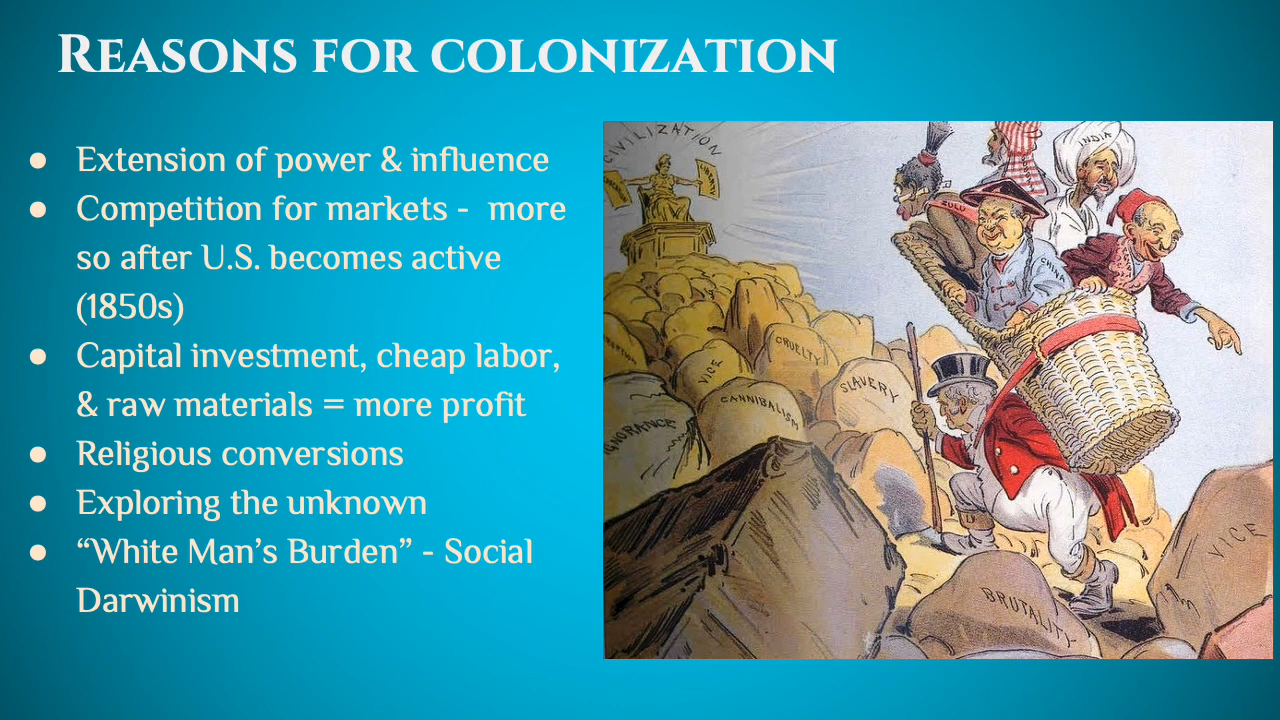 Reasons for colonization
● Extension of power & influence
● Competition for markets -  more
so after U.S. becomes active
(1850s)
● Capital investment, cheap labor,
& raw materials = more profit
● Religious conversions
● Exploring the unknown
● “White Man’s Burden” - Social
Darwinism
CIVILIZATION
INDIA
ZULU
CHINA
VICE
CRUELTY
SLAVERY
CANNIBALISM
IGNORANCE
VICE
BRUTALITY